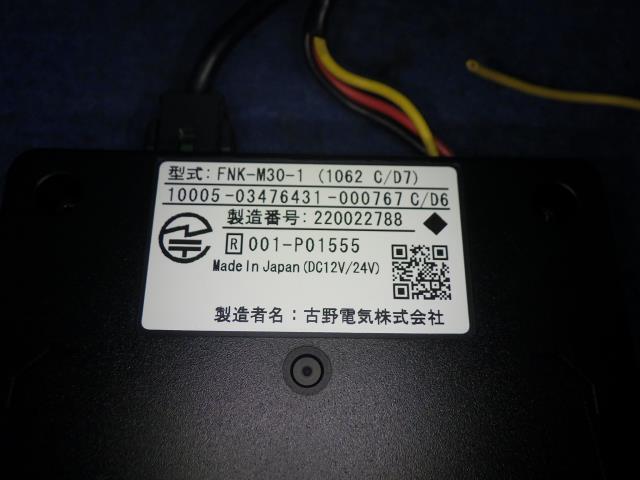 型式: FNK-M30-1 (1062 C/D7)
10005-03476431-000767 C/D6
製造番号: 220022788
R 001-P01555
Made In Japan (DC12V/24V)
製造者名: 古野電気株式会社